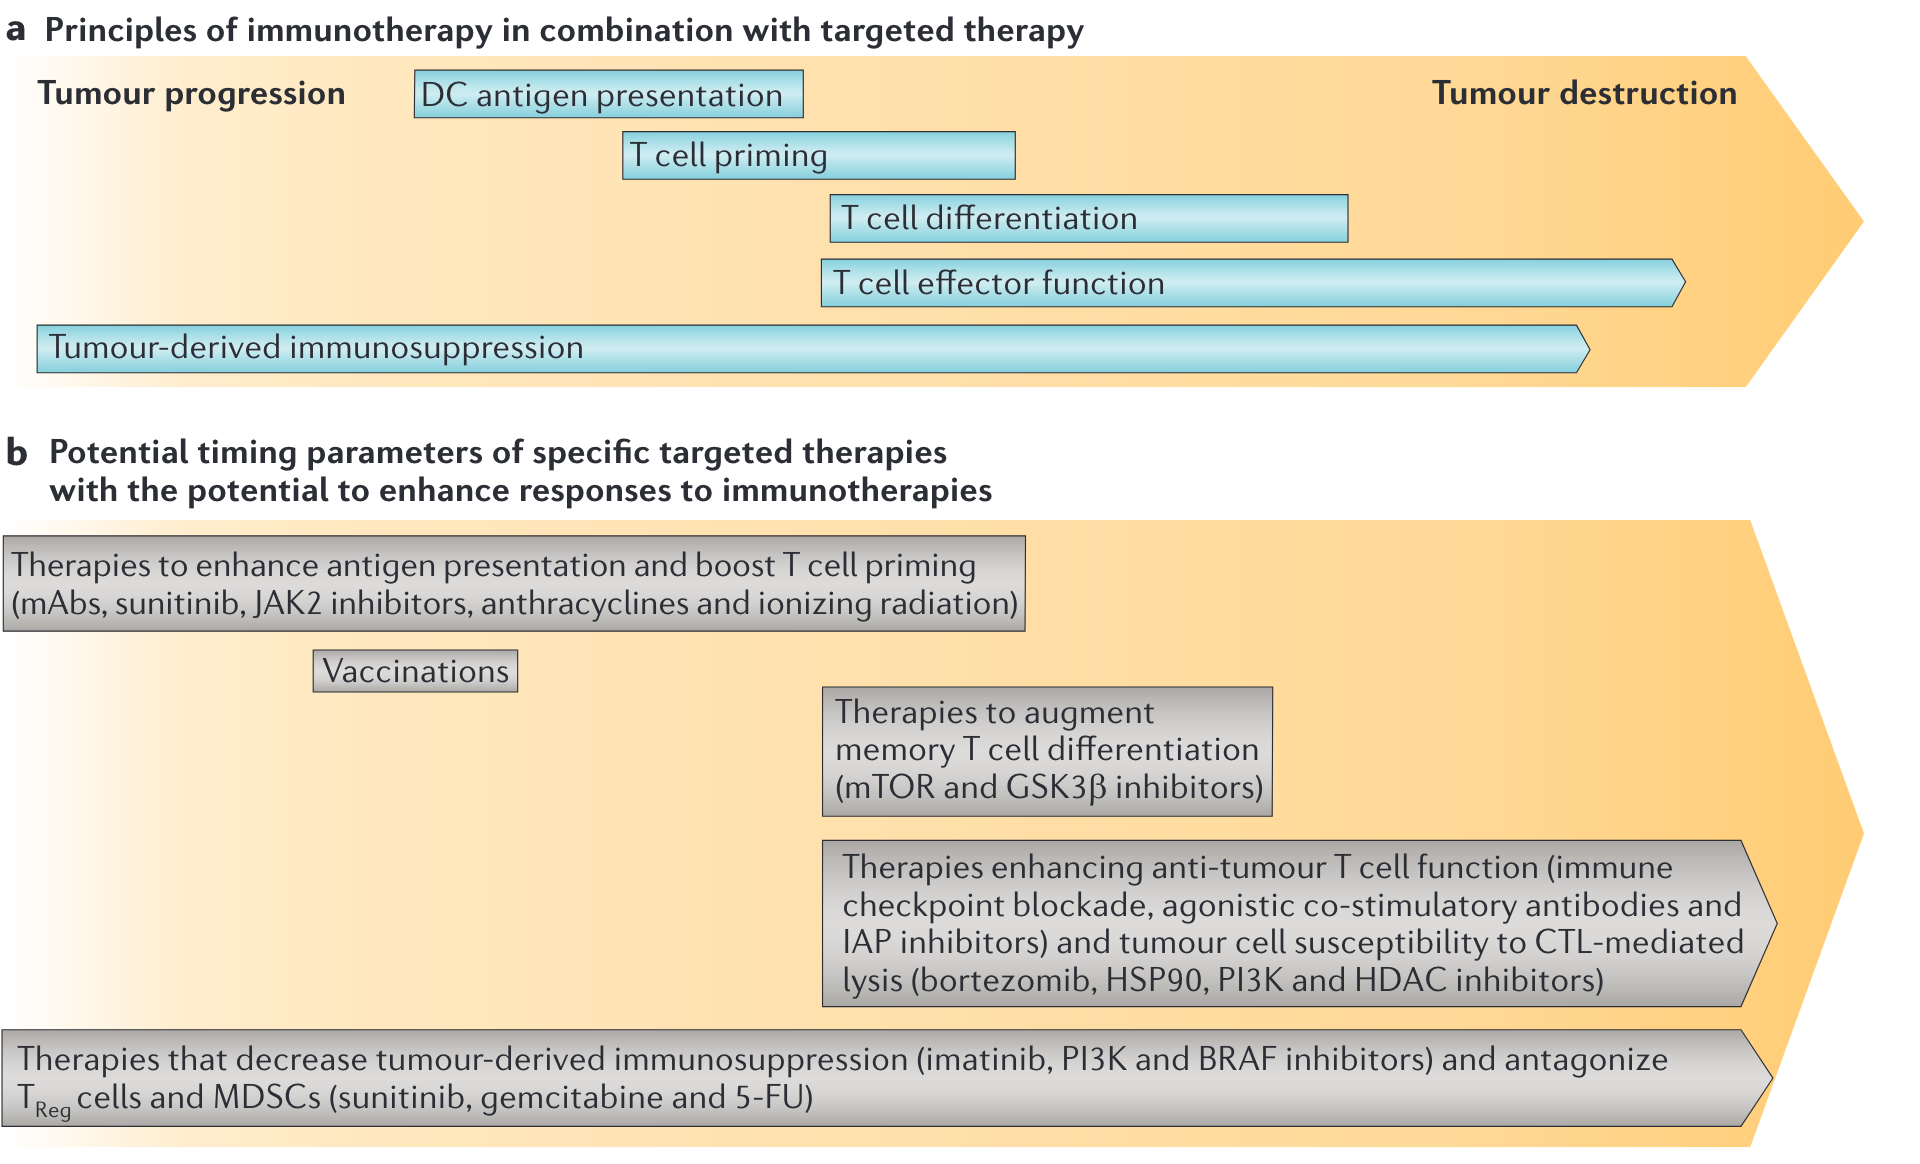 a Principles of immunotherapy in combination with targeted therapy
Tumour progression
DC antigen presentation
Tumour destruction
T cell priming
T cell differentiation
T cell effector function
Tumour-derived immunosuppression
b Potential timing parameters of specific targeted therapies
with the potential to enhance responses to immunotherapies
Therapies to enhance antigen presentation and boost T cell priming
(mAbs, sunitinib, JAK2 inhibitors, anthracyclines and ionizing radiation)
Vaccinations
Therapies to augment
memory T cell differentiation
(mTOR and GSK3β inhibitors)
Therapies enhancing anti-tumour T cell function (immune
checkpoint blockade, agonistic co-stimulatory antibodies and
IAP inhibitors) and tumour cell susceptibility to CTL-mediated
lysis (bortezomib, HSP90, PI3K and HDAC inhibitors)
Therapies that decrease tumour-derived immunosuppression (imatinib, PI3K and BRAF inhibitors) and antagonize
TReg cells and MDSCs (sunitinib, gemcitabine and 5-FU)